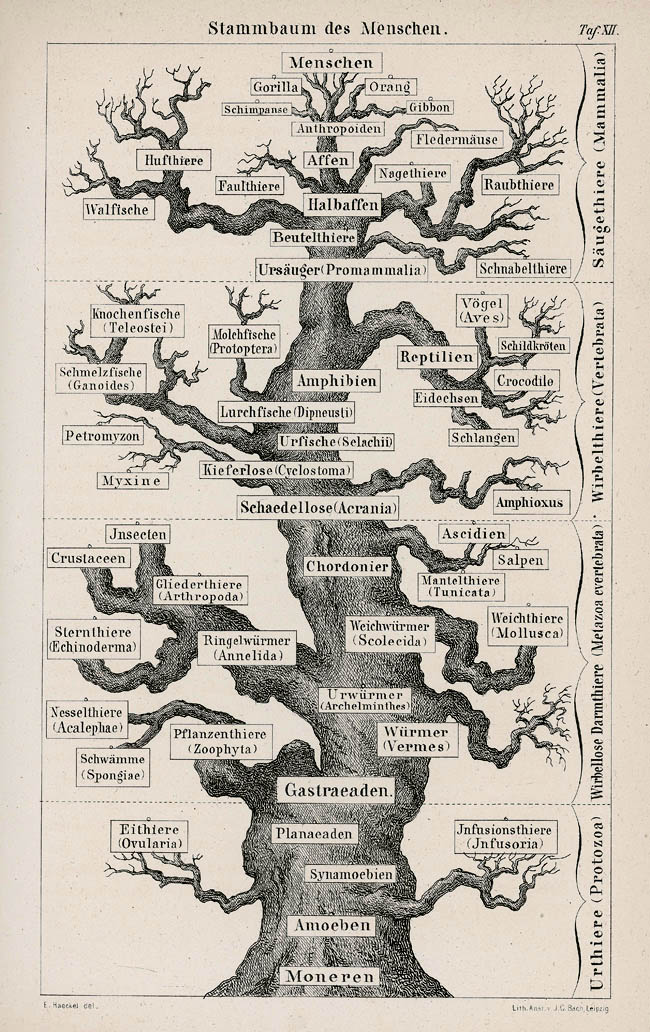 Stammbaum des Menschen.
Taf. XII.
Menschen
Gorilla
Orang
Schimpanse
Gibbon
Anthropoiden
Fledermäuse
Hufthiere
Affen
Nagethiere
Faulthiere
Raubthiere
Walfische
Halbaffen
Beutelthiere
Ursäuger (Promammalia)
Schnabelthiere
Säugethiere (Mammalia)
Knochenfische
(Teleostei)
Molchfische
(Protoptera)
Vögel
(Aves)
Schildkröten
Reptilien
Schmelzfische
(Ganoides)
Amphibien
Crocodile
Eidechsen
Lurchfische (Dipneusti)
Petromyzon
Urfische (Selachii)
Schlangen
Kieferlose (Cyclostoma)
Myxine
Amphioxus
Schaedellose (Acrania)
Wirbelthiere (Vertebrata)
Jnsecten
Ascidien
Crustaceen
Chordonier
Salpen
Gliederthiere
(Arthropoda)
Mantelthiere
(Tunicata)
Sternthiere
(Echinoderma)
Ringelwürmer
(Annelida)
Weichwürmer
(Scolecida)
Weichthiere
(Mollusca)
Urwürmer
(Archelminthes)
Nesselthiere
(Acalephae)
Pflanzenthiere
(Zoophyta)
Würmer
(Vermes)
Schwämme
(Spongiae)
Gastraeaden.
Wirbellose Darmthiere (Metazoa evertebrata)
Eithiere
(Ovularia)
Planaeaden
Jnfusionsthiere
(Jnfusoria)
Synamoebien
Amoeben
Moneren
Urthiere (Protozoa)
E. Haeckel del.
Lith. Anst. v. J. G. Bach, Leipzig